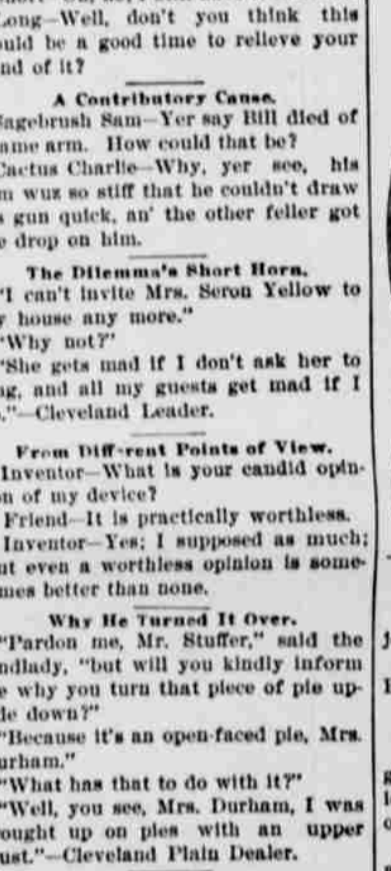 Long—Well, don't you think this
ould be a good time to relieve your
nd of it?
A Contributory Cause.
Sagebrush Sam—Yer say Bill died of
ame arm. How could that be?
Cactus Charlie—Why, yer see, his
m wuz so stiff that he couldn't draw
s gun quick, an' the other feller got
e drop on him.
The Dilemma's Short Horn.
"I can't invite Mrs. Seron Yellow to
y house any more."
"Why not?"
"She gets mad if I don't ask her to
ng, and all my guests get mad if I
."—Cleveland Leader.
From Different Points of View.
Inventor—What is your candid opin-
on of my device?
Friend—It is practically worthless.
Inventor—Yes; I supposed as much;
ut even a worthless opinion is some-
mes better than none.
Why He Turned It Over.
"Pardon me, Mr. Stuffer," said the
ndlady, "but will you kindly inform
e why you turn that piece of pie up-
de down?"
"Because it's an open-faced pie, Mrs.
urham."
"What has that to do with it?"
"Well, you see, Mrs. Durham, I was
ought up on pies with an upper
ust."—Cleveland Plain Dealer.